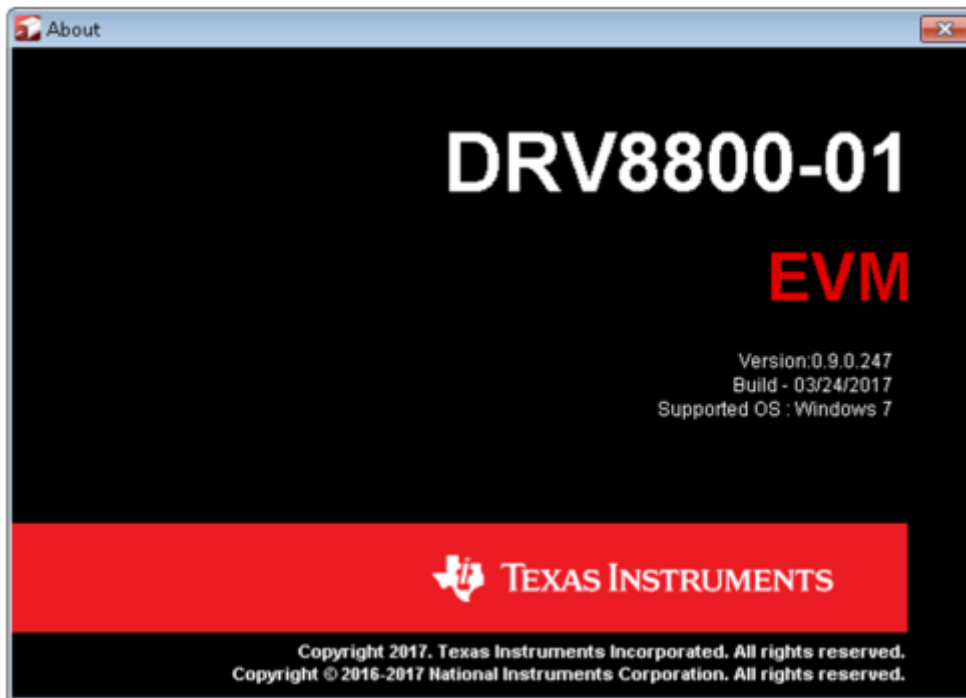 About
DRV8800-01
EVM
Version:0.9.0.247
Build - 03/24/2017
Supported OS : Windows 7
TEXAS INSTRUMENTS
Copyright 2017. Texas Instruments Incorporated. All rights reserved.
Copyright © 2016-2017 National Instruments Corporation. All rights reserved.